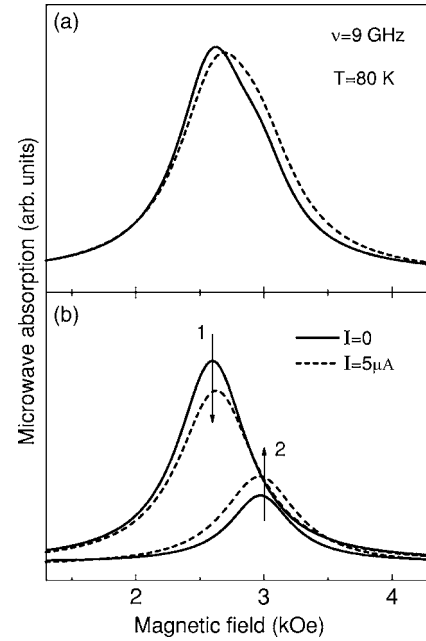 (a)
ν=9 GHz
T=80 K
Microwave absorption (arb. units)
(b)
1
I=0
I=5μA
2
2 3 4
Magnetic field (kOe)